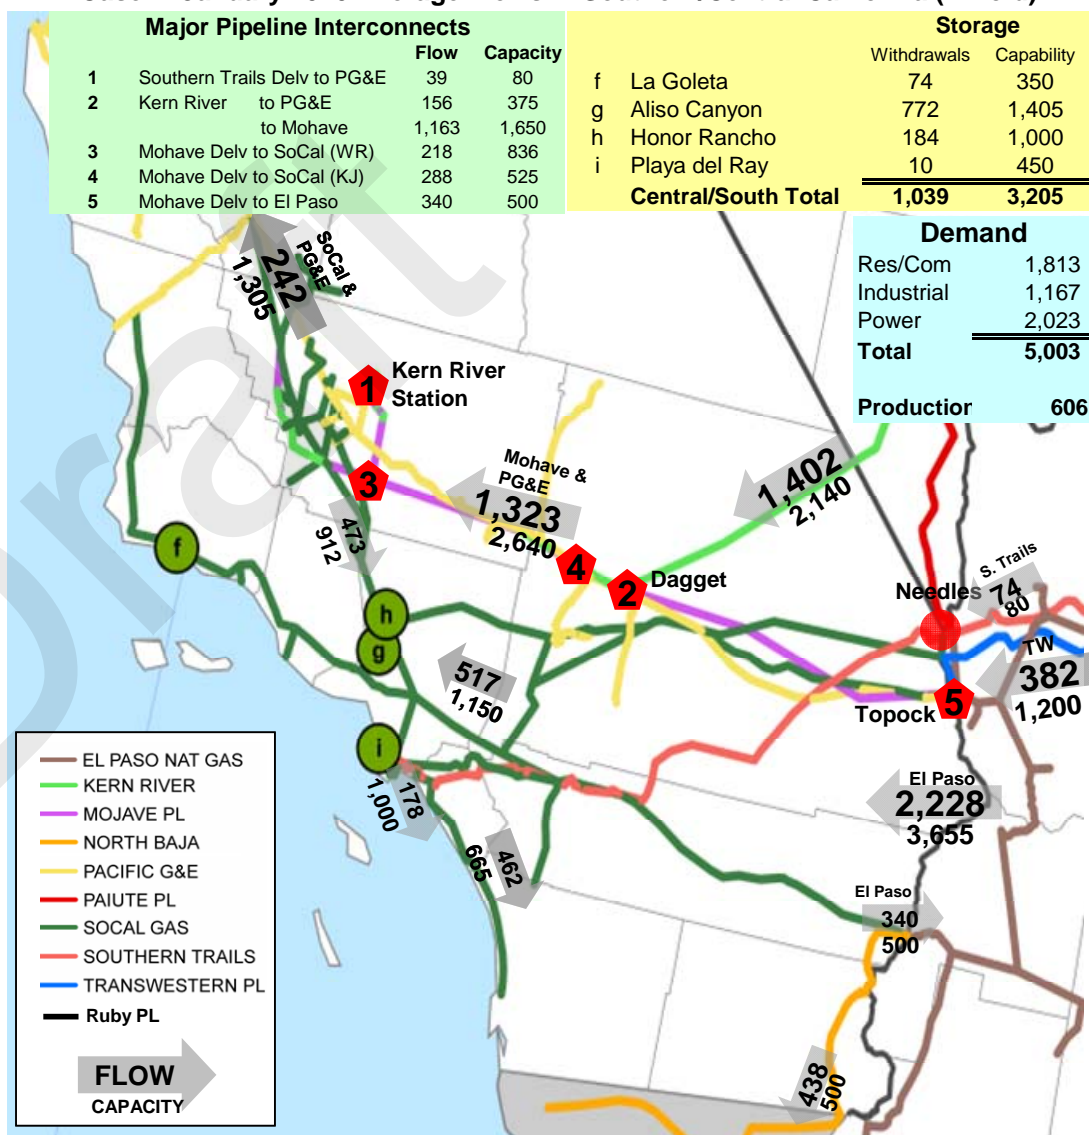 Major Pipeline Interconnects
Flow Capacity
1 Southern Trails Delv to PG&E 39 80
2 Kern River to PG&E 156 375
to Mohave 1,163 1,650
3 Mohave Delv to SoCal (WR) 218 836
4 Mohave Delv to SoCal (KJ) 288 525
5 Mohave Delv to El Paso 340 500
Storage
Withdrawals Capability
f La Goleta 74 350
g Aliso Canyon 772 1,405
h Honor Rancho 184 1,000
i Playa del Ray 10 450
Central/South Total 1,039 3,205
Demand
Res/Com 1,813
Industrial 1,167
Power 2,023
Total 5,003
Production 606
SoCal &
PG&E
242
1,305
1
Kern River
Station
3
Mohave &
PG&E
1,323
2,640
1,402
2,140
473
912
4
2
Dagget
S. Trails
74
80
Needles
TW
382
1,200
5
Topock
f
h
g
517
1,150
i
178
1,000
El Paso
2,228
3,655
462
665
El Paso
340
500
438
500
EL PASO NAT GAS
KERN RIVER
MOJAVE PL
NORTH BAJA
PACIFIC G&E
PAIUTE PL
SOCAL GAS
SOUTHERN TRAILS
TRANSWESTERN PL
Ruby PL
FLOW
CAPACITY
Draft